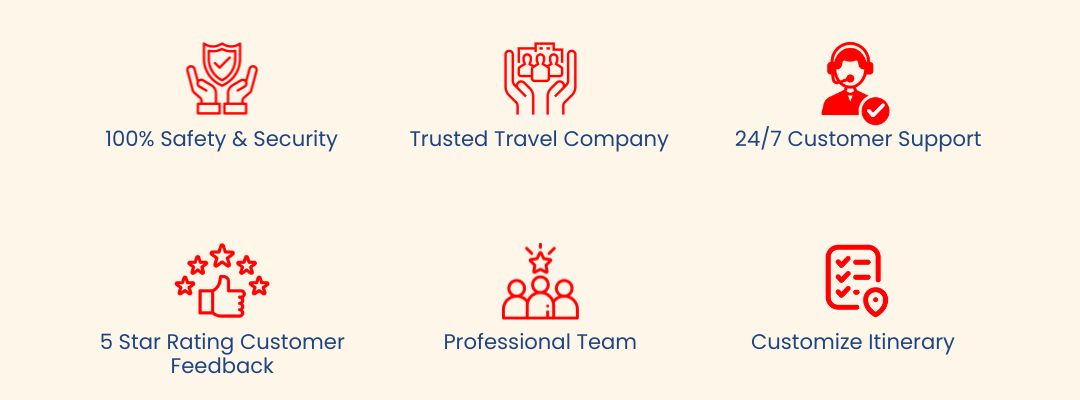 100% Safety & Security
Trusted Travel Company
24/7 Customer Support
5 Star Rating Customer
Feedback
Professional Team
Customize Itinerary